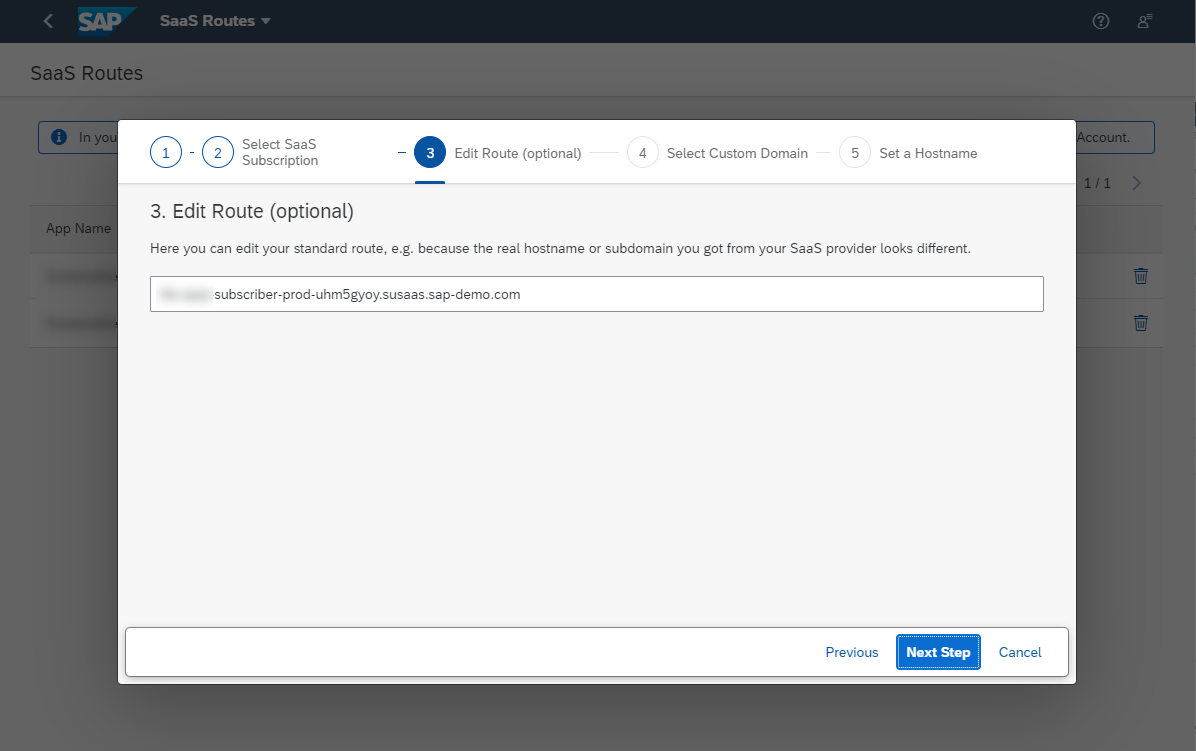 SAP SaaS Routes
SaaS Routes
In you
Account.
1 / 1
App Name
1
2
Select SaaS
Subscription
3
Edit Route (optional)
4
Select Custom Domain
5
Set a Hostname
3. Edit Route (optional)
Here you can edit your standard route, e.g. because the real hostname or subdomain you got from your SaaS provider looks different.
-subscriber-prod-uhm5gyoy.susaas.sap-demo.com
Previous
Next Step
Cancel